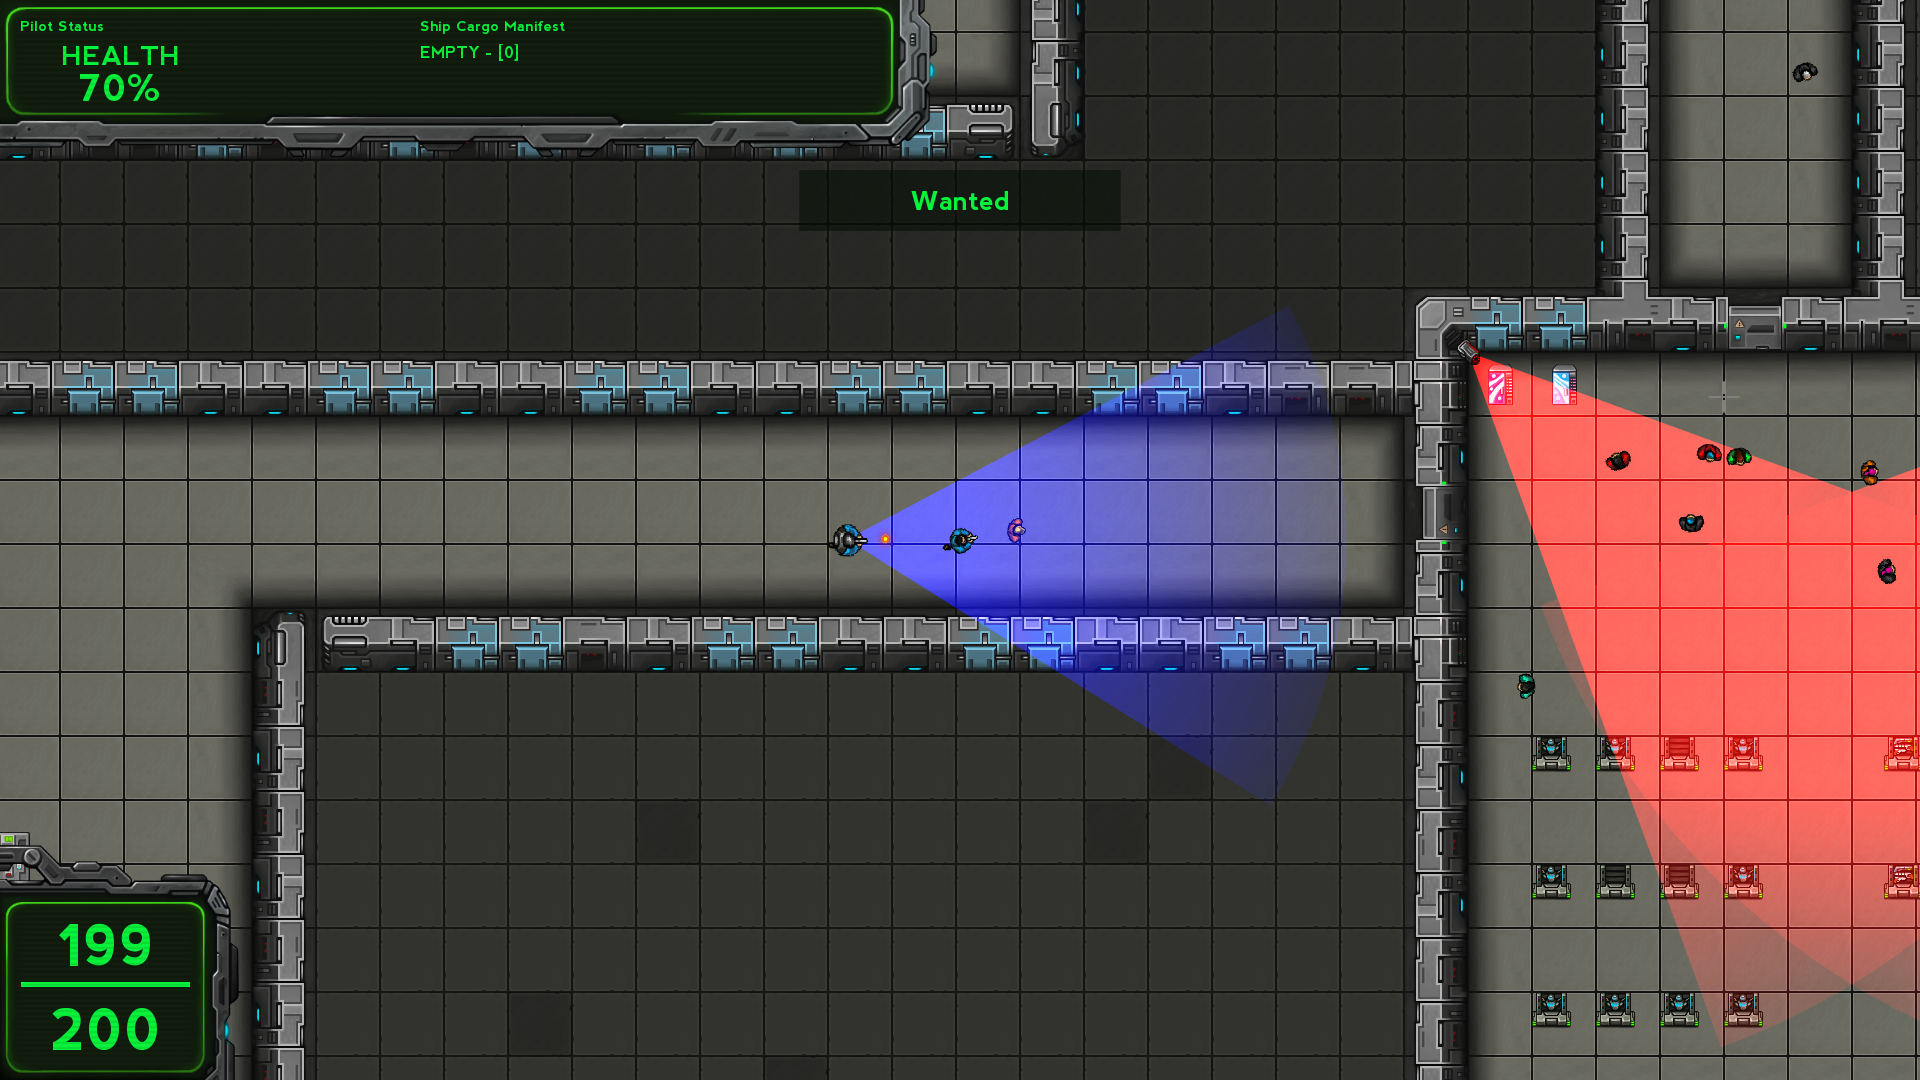 Pilot Status
HEALTH
70%
Ship Cargo Manifest
EMPTY - [0]
Wanted
199
200